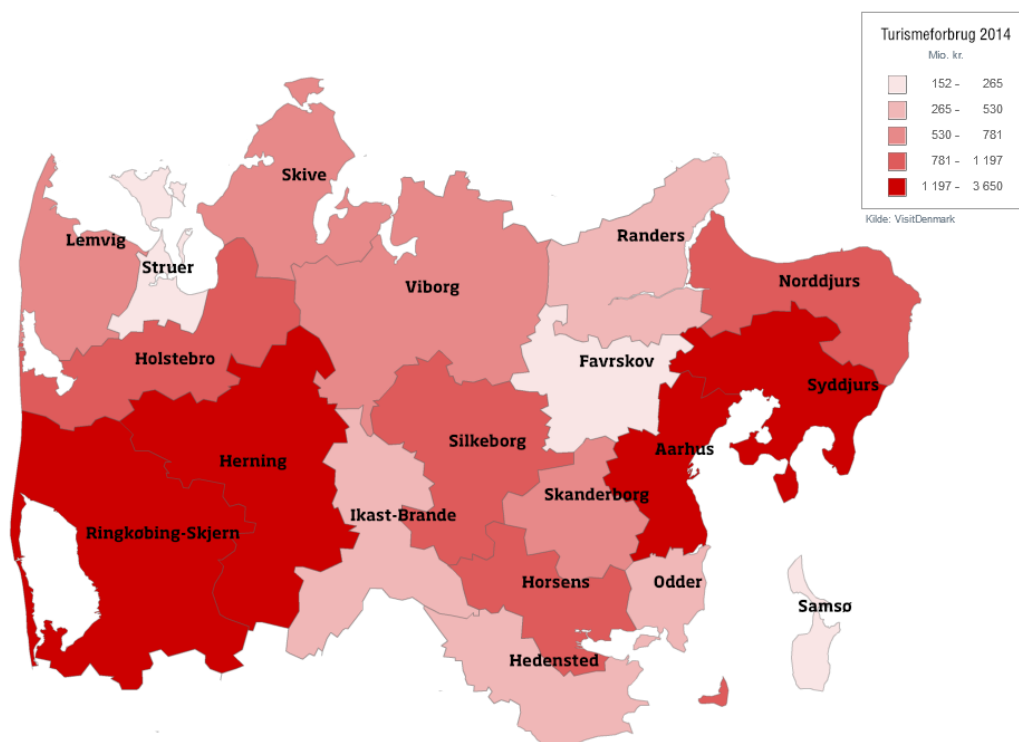 Turismeforbrug 2014
Mio. kr.
152 – 265
265 – 530
530 – 781
781 – 1 197
1 197 – 3 650
Kilde: VisitDenmark
Skive
Lemvig
Struer
Randers
Viborg
Norddjurs
Holstebro
Favrskov
Syddjurs
Silkeborg
Aarhus
Herning
Skanderborg
Ikast-Brande
Ringkøbing-Skjern
Horsens
Odder
Samsø
Hedensted